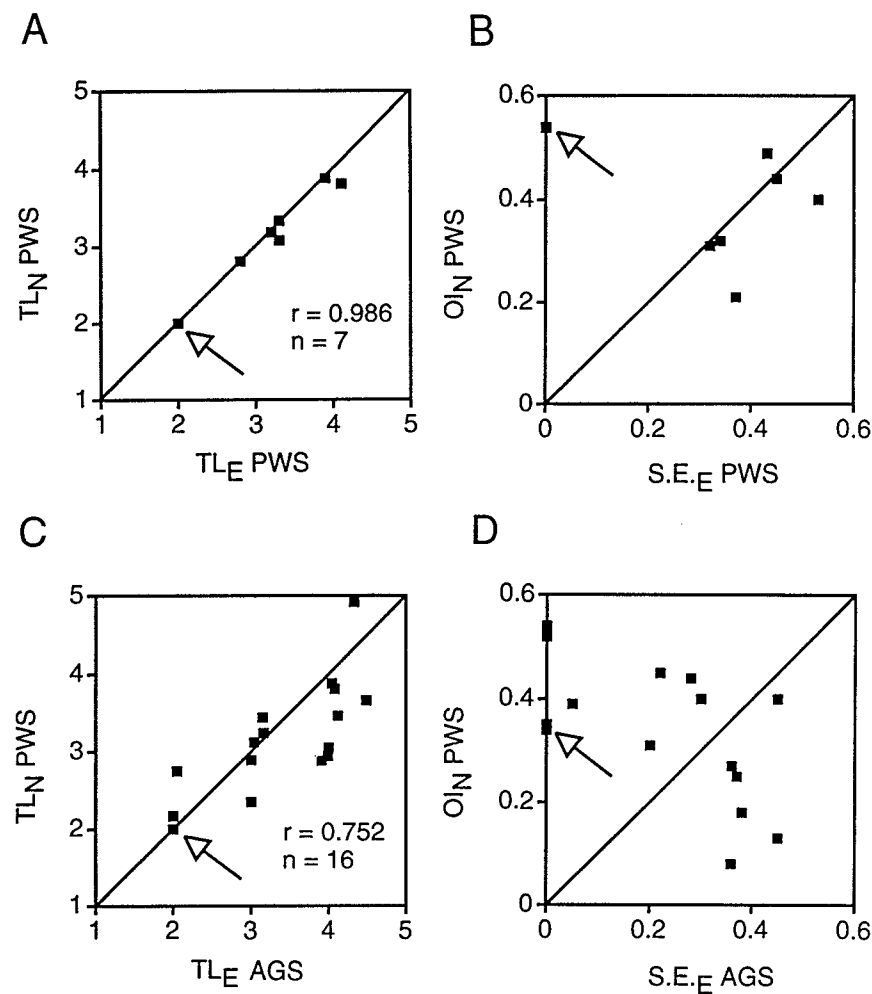 A
5
4
3
2
1
1 2 3 4 5
TLN PWS
TLE PWS
r = 0.986
n = 7
B
0.6
0.4
0.2
0
0 0.2 0.4 0.6
OIN PWS
S.E.E PWS
C
5
4
3
2
1
1 2 3 4 5
TLN PWS
TLE AGS
r = 0.752
n = 16
D
0.6
0.4
0.2
0
0 0.2 0.4 0.6
OIN PWS
S.E.E AGS